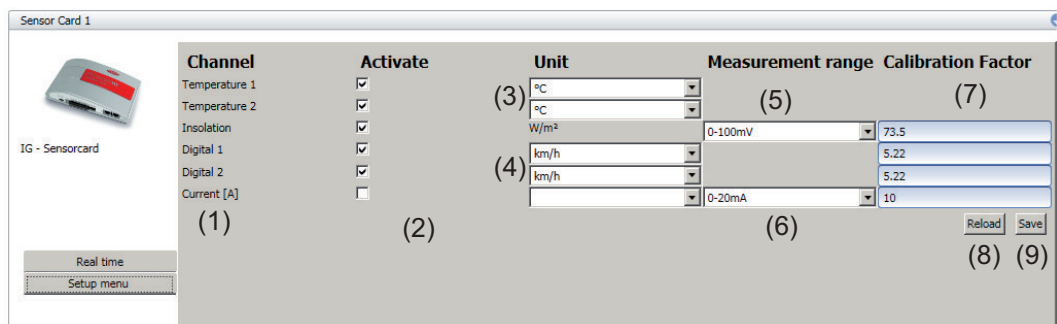 Sensor Card 1
Channel Activate Unit Measurement range Calibration Factor
Temperature 1 (3) °C (5) (7)
Temperature 2 °C
Insolation W/m² 0-100mV 73.5
IG - Sensorcard
Digital 1 (4) km/h 5.22
Digital 2 km/h 5.22
Current [A] 0-20mA 10
(1) (2) (6) Reload Save
(8) (9)
Real time
Setup menu